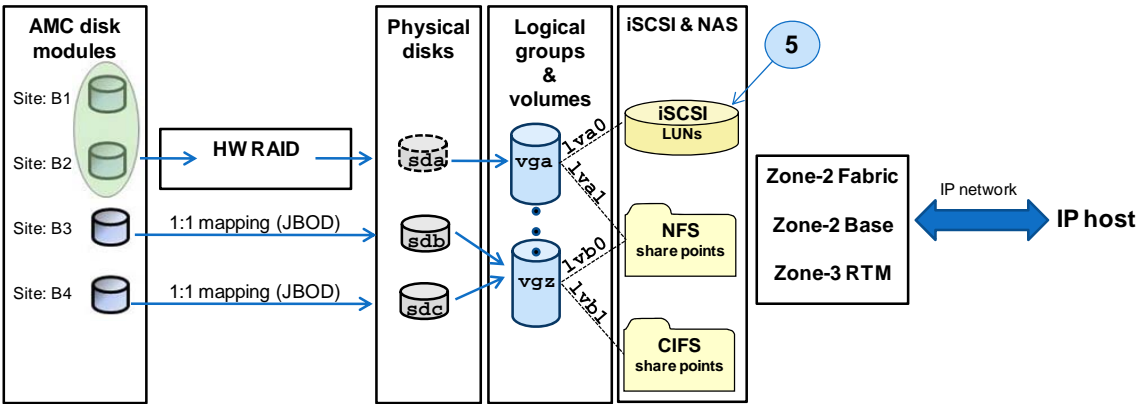 AMC disk
modules
Site: B1
Site: B2
Site: B3
Site: B4
HW RAID
1:1 mapping (JBOD)
1:1 mapping (JBOD)
Physical
disks
sda
sdb
sdc
Logical
groups
&
volumes
vga
vgz
lva0
lva1
lvb0
lvb1
iSCSI & NAS
5
iSCSI
LUNs
NFS
share points
CIFS
share points
Zone-2 Fabric
Zone-2 Base
Zone-3 RTM
IP network
IP host